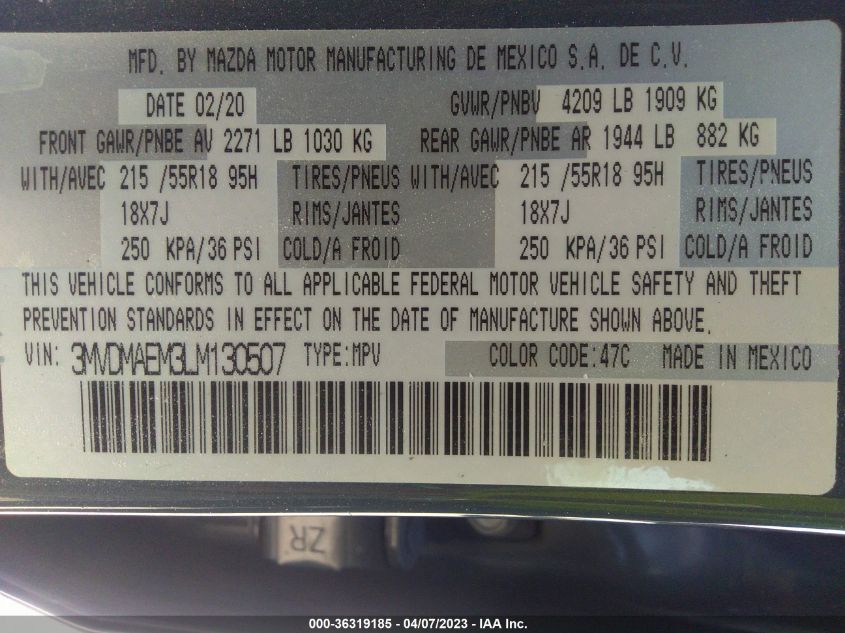 MFD. BY MAZDA MOTOR MANUFACTURING DE MEXICO S.A. DE C.V.
DATE 02/20 GVWR/PNBV 4209 LB 1909 KG
FRONT GAWR/PNBE AV 2271 LB 1030 KG REAR GAWR/PNBE AR 1944 LB 882 KG
WITH/AVEC 215 /55R18 95H TIRES/PNEUS WITH/AVEC 215 /55R18 95H TIRES/PNEUS
18X7J RIMS/JANTES 18X7J RIMS/JANTES
250 KPA/36 PSI COLD/A FROID 250 KPA/36 PSI COLD/A FROID
THIS VEHICLE CONFORMS TO ALL APPLICABLE FEDERAL MOTOR VEHICLE SAFETY AND THEFT
PREVENTION STANDARDS IN EFFECT ON THE DATE OF MANUFACTURE SHOWN ABOVE.
VIN: 3MVDMAEM3LM130507 TYPE:MPV COLOR CODE:47C MADE IN MEXICO
ZR
000-36319185 - 04/07/2023 - IAA Inc.